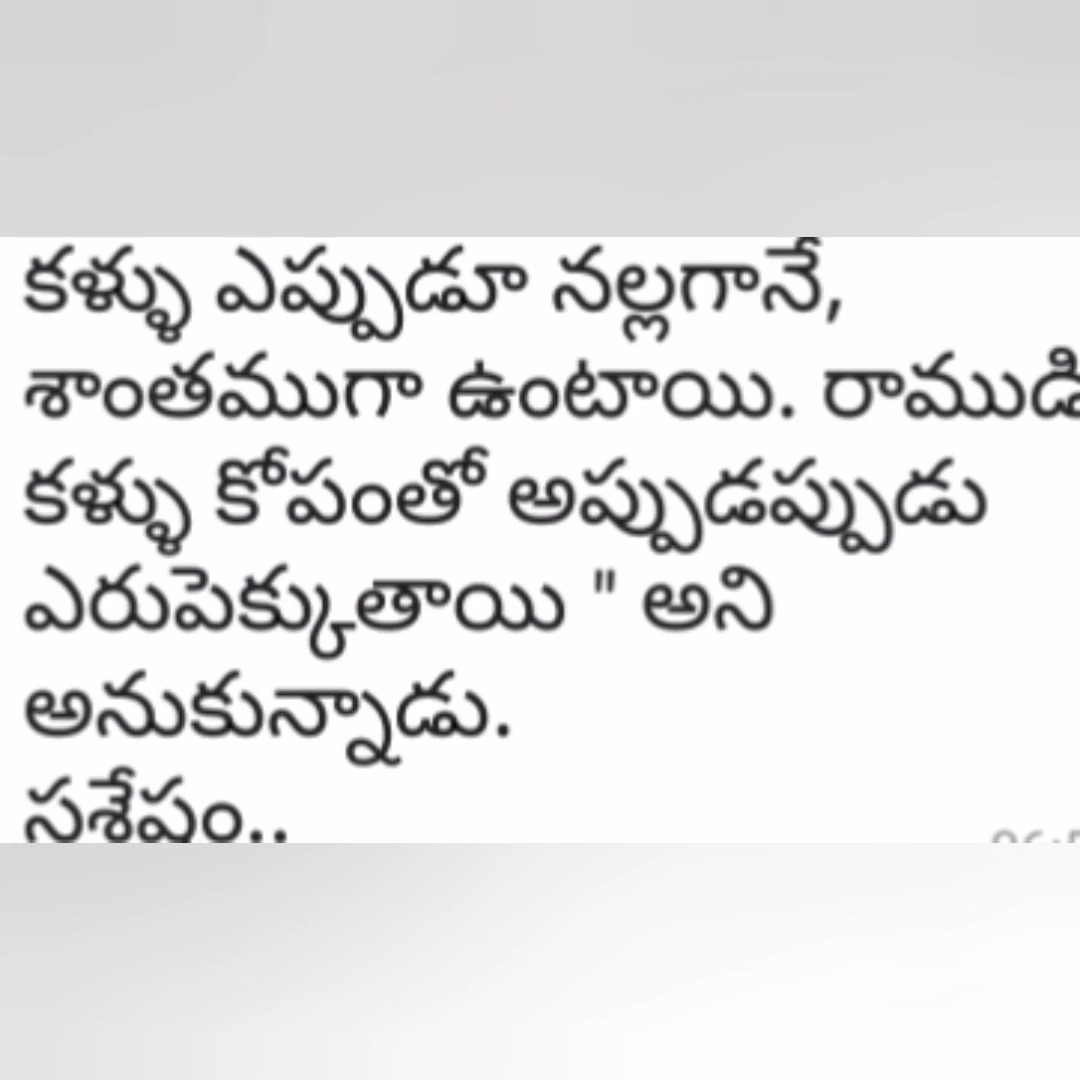 కళ్ళు ఎప్పుడూ నల్లగానే,
శాంతముగా ఉంటాయి. రాముడి
కళ్ళు కోపంతో అప్పుడప్పుడు
ఎరుపెక్కుతాయి " అని
అనుకున్నాడు.
సశేషం..